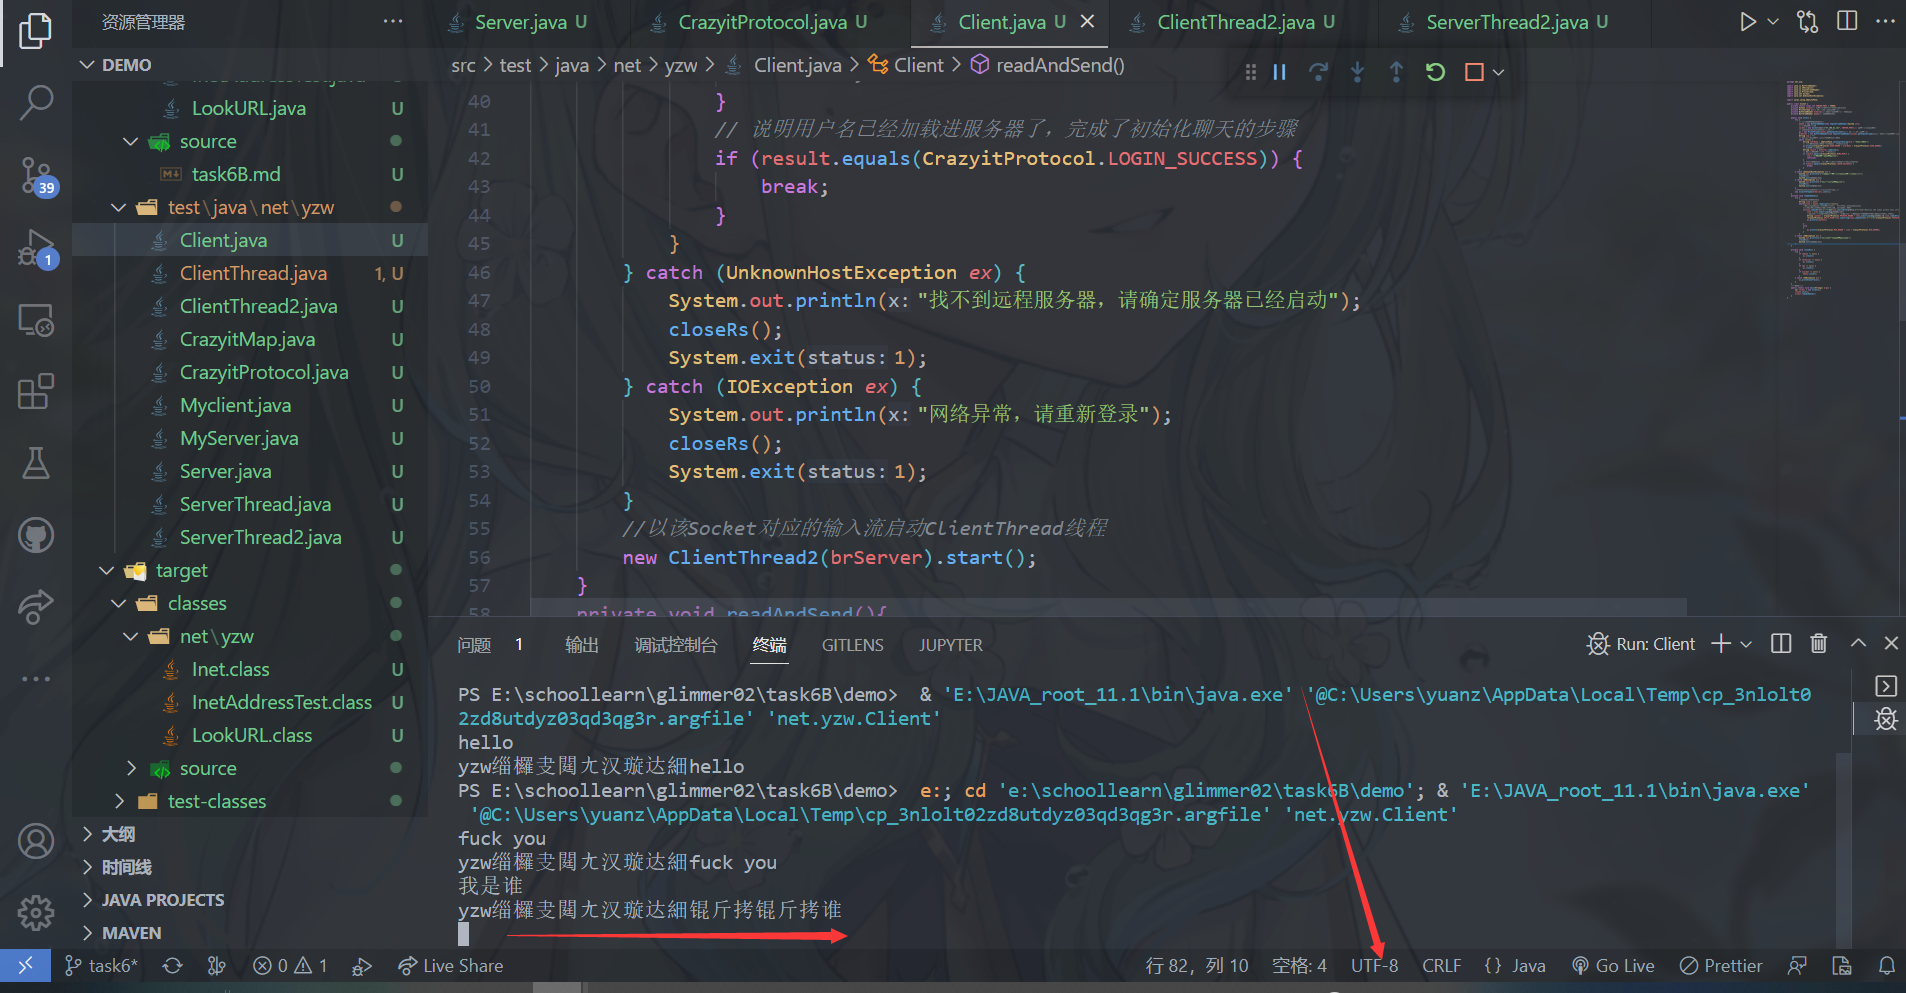 资源管理器
Server.java U
CrazyitProtocol.java U
Client.java U
ClientThread2.java U
ServerThread2.java U
DEMO
src > test > java > net > yzw > Client.java > Client > readAndSend()
LookURL.java U
source
task6B.md U
test\java\net\yzw
Client.java U
ClientThread.java 1, U
ClientThread2.java U
CrazyitMap.java U
CrazyitProtocol.java U
Myclient.java U
MyServer.java U
Server.java U
ServerThread.java U
ServerThread2.java U
target
classes
net\yzw
Inet.class U
InetAddressTest.class U
LookURL.class U
source
test-classes
大纲
时间线
JAVA PROJECTS
MAVEN
39
1
40 }
41 // 说明用户名已经加载进服务器了，完成了初始化聊天的步骤
42 if (result.equals(CrazyitProtocol.LOGIN_SUCCESS)) {
43 break;
44 }
45 }
46 } catch (UnknownHostException ex) {
47 System.out.println(x: "找不到远程服务器，请确定服务器已经启动");
48 closeRs();
49 System.exit(status: 1);
50 } catch (IOException ex) {
51 System.out.println(x: "网络异常，请重新登录");
52 closeRs();
53 System.exit(status: 1);
54 }
55 //以该Socket对应的输入流启动ClientThread线程
56 new ClientThread2(brServer).start();
57 }
58 private void readAndSend(){
问题 1 输出 调试控制台 终端 GITLENS JUPYTER
Run: Client
PS E:\schoollearn\glimmer02\task6B\demo>  & 'E:\JAVA_root_11.1\bin\java.exe' '@C:\Users\yuanz\AppData\Local\Temp\cp_3nlolt0
2zd8utdyz03qd3qg3r.argfile' 'net.yzw.Client'
hello
yzw缁欏叏閮ㄤ汉璇达細hello
PS E:\schoollearn\glimmer02\task6B\demo>  e:; cd 'e:\schoollearn\glimmer02\task6B\demo'; & 'E:\JAVA_root_11.1\bin\java.exe'
'@C:\Users\yuanz\AppData\Local\Temp\cp_3nlolt02zd8utdyz03qd3qg3r.argfile' 'net.yzw.Client'
fuck you
yzw缁欏叏閮ㄤ汉璇达細fuck you
我是谁
yzw缁欏叏閮ㄤ汉璇达細锟斤拷锟斤拷谁
task6* 0 1 Live Share
行 82，列 10 空格: 4 UTF-8 CRLF {} Java Go Live Prettier